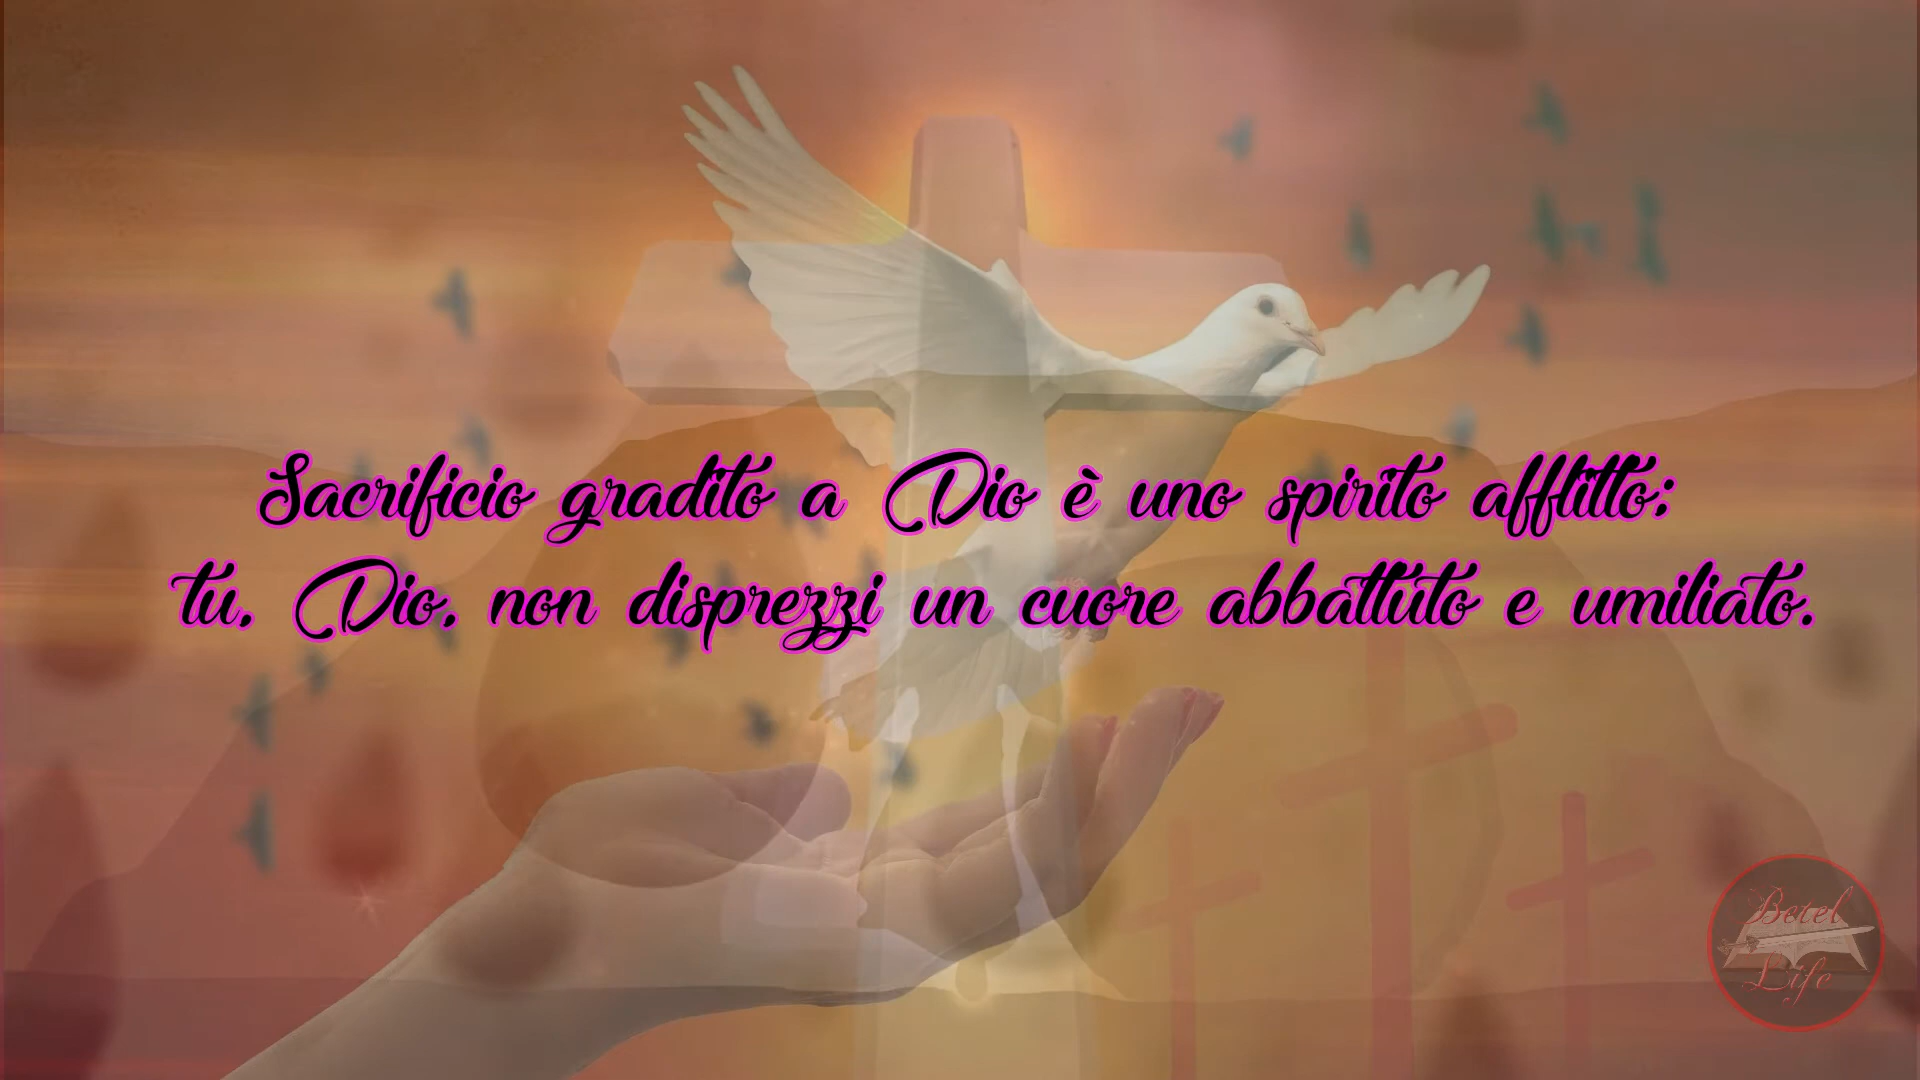 Sacrificio gradito a Dio è uno spirito afflitto;
tu, Dio, non disprezzi un cuore abbattuto e umiliato.
Betel
Life